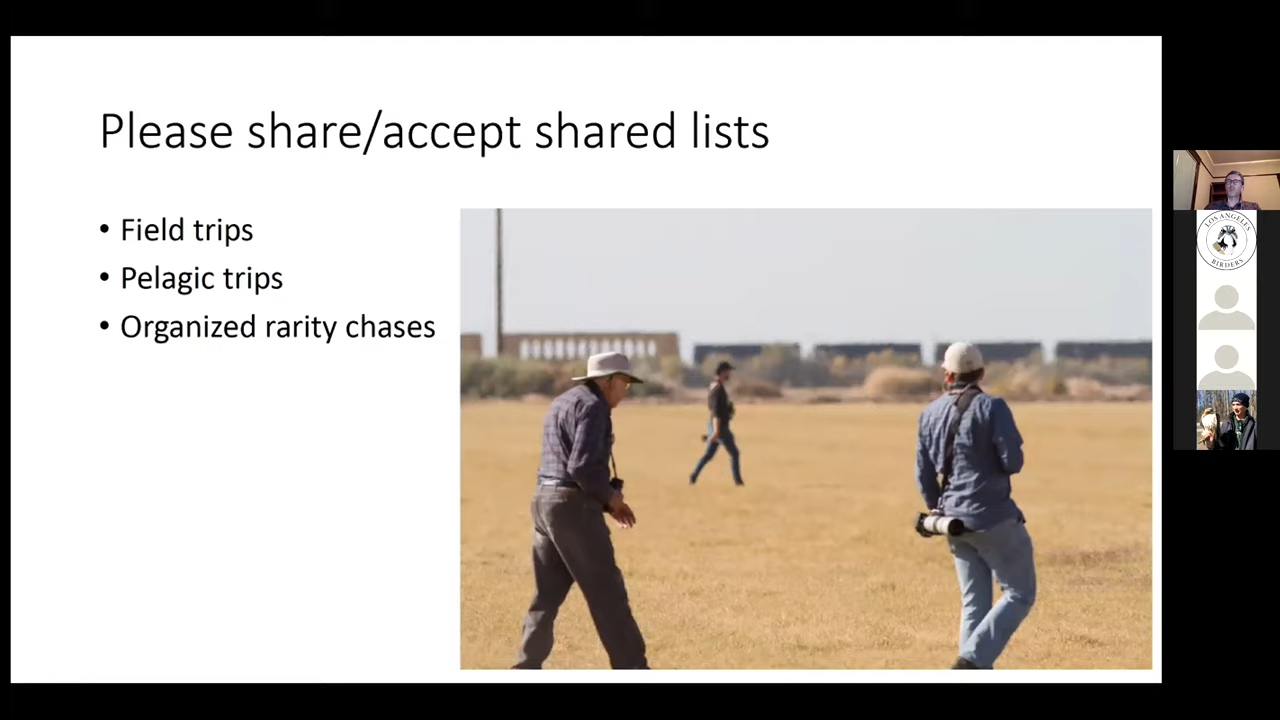 Please share/accept shared lists
• Field trips
• Pelagic trips
• Organized rarity chases
LOS ANGELES
BIRDERS